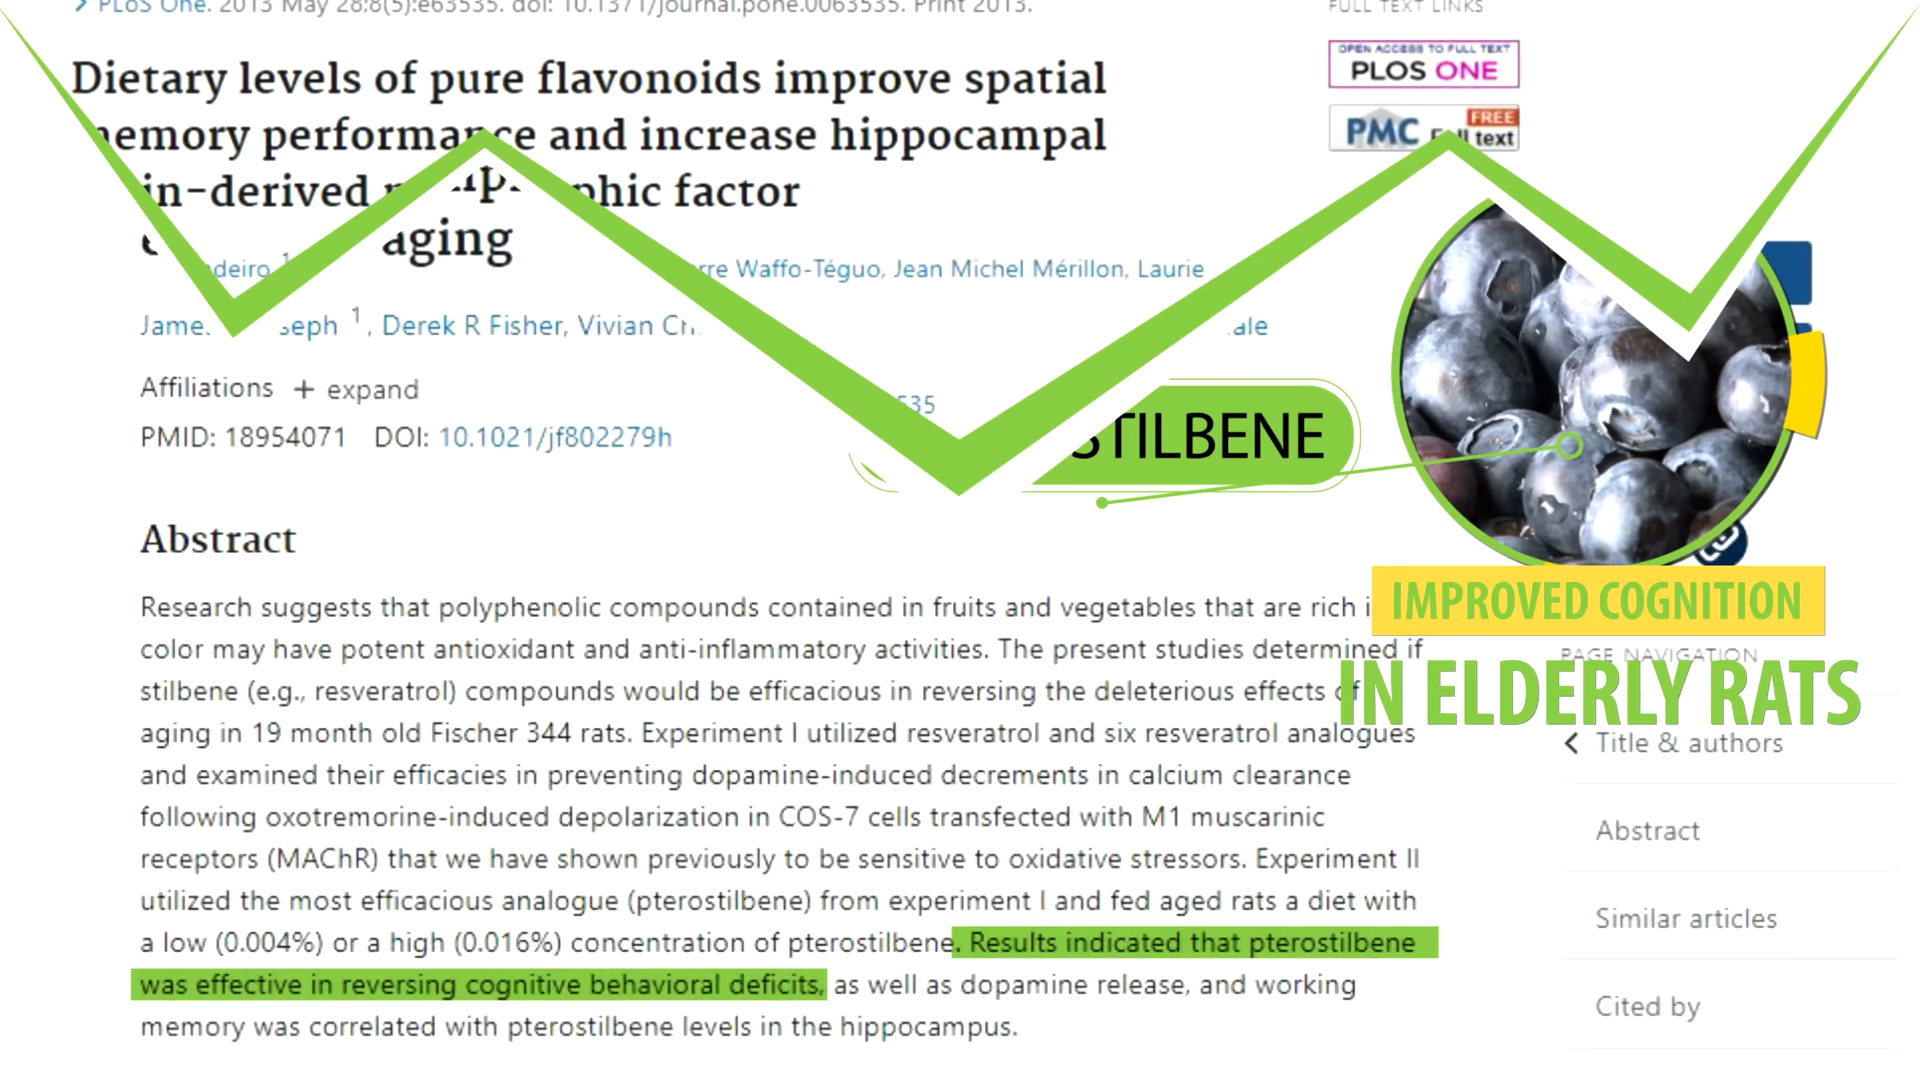 PLoS One. 2013 May 28;8(5):e63535. doi: 10.1371/journal.pone.0063535. Print 2013.
FULL TEXT LINKS
OPEN ACCESS TO FULL TEXT
PLOS ONE
Dietary levels of pure flavonoids improve spatial
memory performance and increase hippocampal
PMC Full text
FREE
in-derived phic factor
aging
deiro 1 rre Waffo-Téguo, Jean Michel Mérillon, Laurie
seph 1, Derek R Fisher, Vivian Ch ale
Affiliations + expand
535
PMID: 18954071 DOI: 10.1021/jf802279h
STILBENE
Abstract
Research suggests that polyphenolic compounds contained in fruits and vegetables that are rich
IMPROVED COGNITION
color may have potent antioxidant and anti-inflammatory activities. The present studies determined if
PAGE NAVIGATION
stilbene (e.g., resveratrol) compounds would be efficacious in reversing the deleterious effects of
IN ELDERLY RATS
aging in 19 month old Fischer 344 rats. Experiment I utilized resveratrol and six resveratrol analogues
Title & authors
and examined their efficacies in preventing dopamine-induced decrements in calcium clearance
following oxotremorine-induced depolarization in COS-7 cells transfected with M1 muscarinic
Abstract
receptors (MAChR) that we have shown previously to be sensitive to oxidative stressors. Experiment II
utilized the most efficacious analogue (pterostilbene) from experiment I and fed aged rats a diet with
Similar articles
a low (0.004%) or a high (0.016%) concentration of pterostilbene. Results indicated that pterostilbene
was effective in reversing cognitive behavioral deficits, as well as dopamine release, and working
Cited by
memory was correlated with pterostilbene levels in the hippocampus.